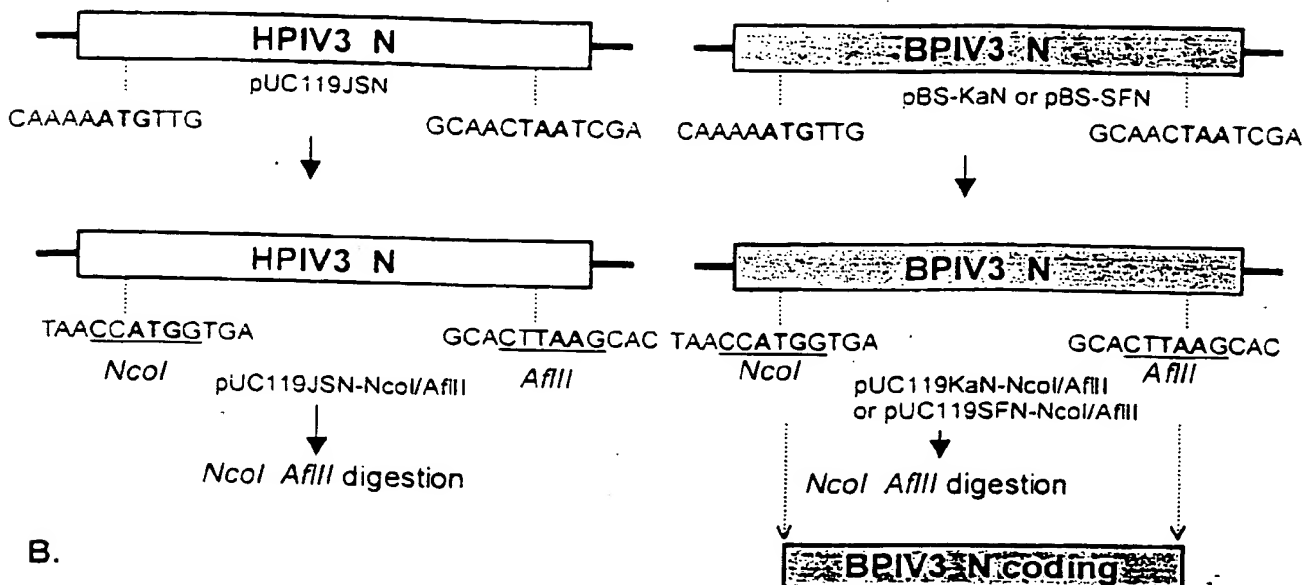 HPIV3 N
BPIV3 N
pUC119JSN
pBS-KaN or pBS-SFN
CAAAAATGTTG
GCAACTAATCGA
CAAAAATGTTG
GCAACTAATCGA
HPIV3 N
BPIV3 N
TAACCATGGTGA
GCACTTAAGCAC
TAACCATGGTGA
GCACTTAAGCAC
NcoI
AflII
NcoI
AflII
pUC119JSN-NcoI/AflII
pUC119KaN-NcoI/AflII
or pUC119SFN-NcoI/AflII
NcoI AflII digestion
NcoI AflII digestion
B.
BPIV3 N coding